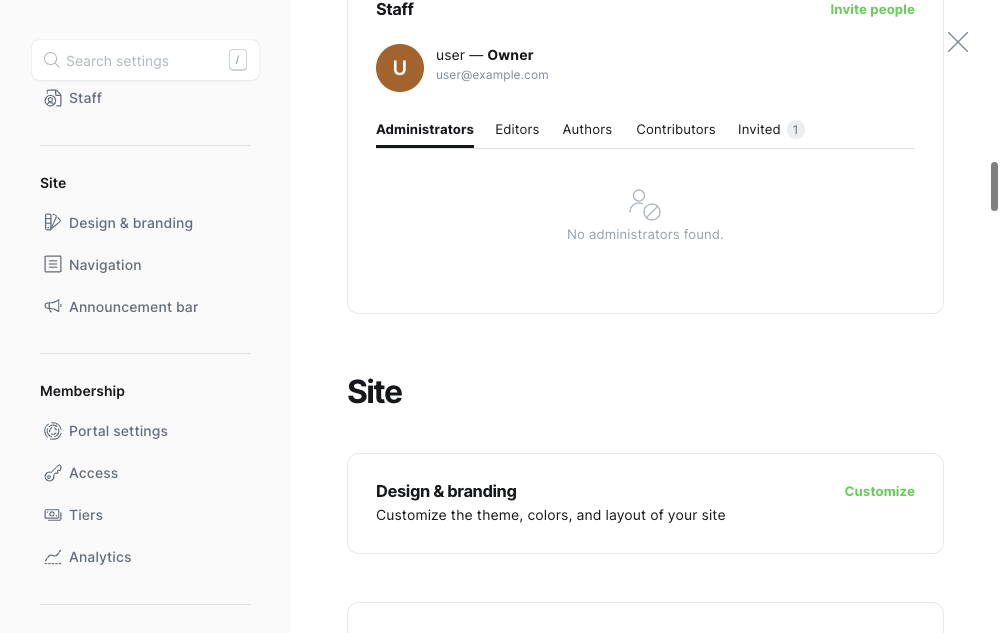 Search settings
/
Staff
Site
Design & branding
Navigation
Announcement bar
Membership
Portal settings
Access
Tiers
Analytics
Staff
Invite people
U
user — Owner
user@example.com
Administrators Editors Authors Contributors Invited 1
No administrators found.
Site
Design & branding
Customize
Customize the theme, colors, and layout of your site